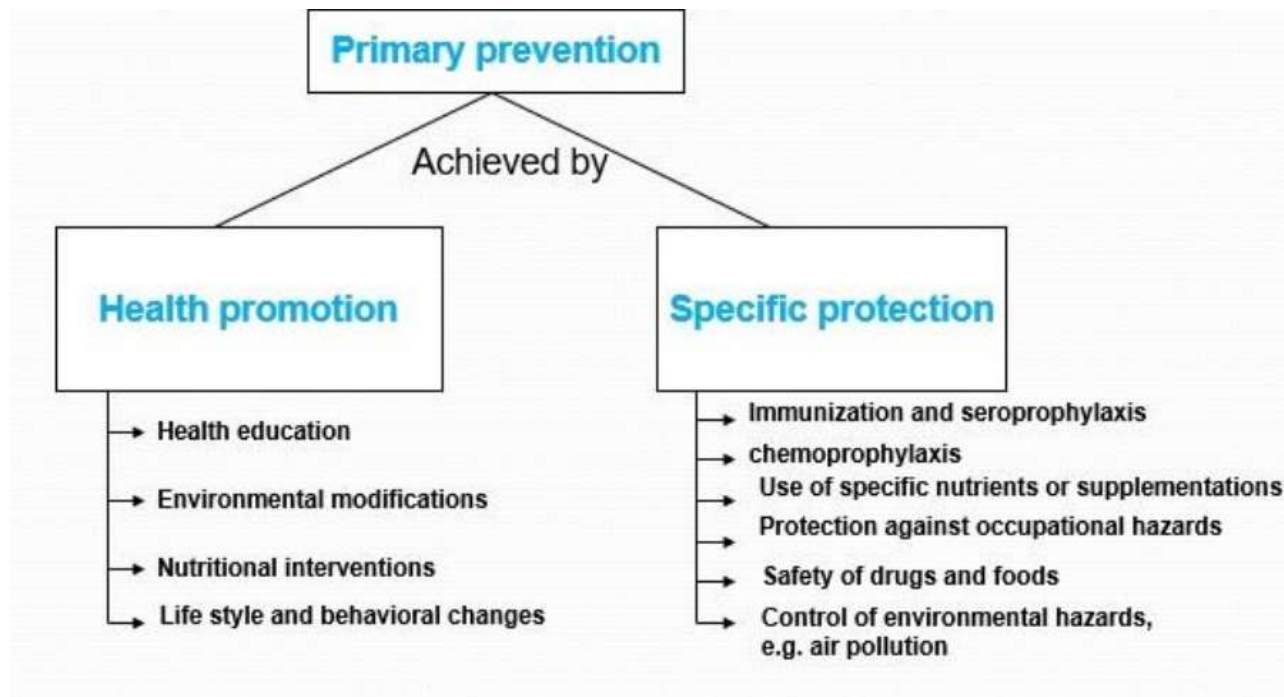 Primary prevention
Achieved by
Health promotion
Health education
Environmental modifications
Nutritional interventions
Life style and behavioral changes
Specific protection
Immunization and seroprophylaxis
chemoprophylaxis
Use of specific nutrients or supplementations
Protection against occupational hazards
Safety of drugs and foods
Control of environmental hazards,
e.g. air pollution